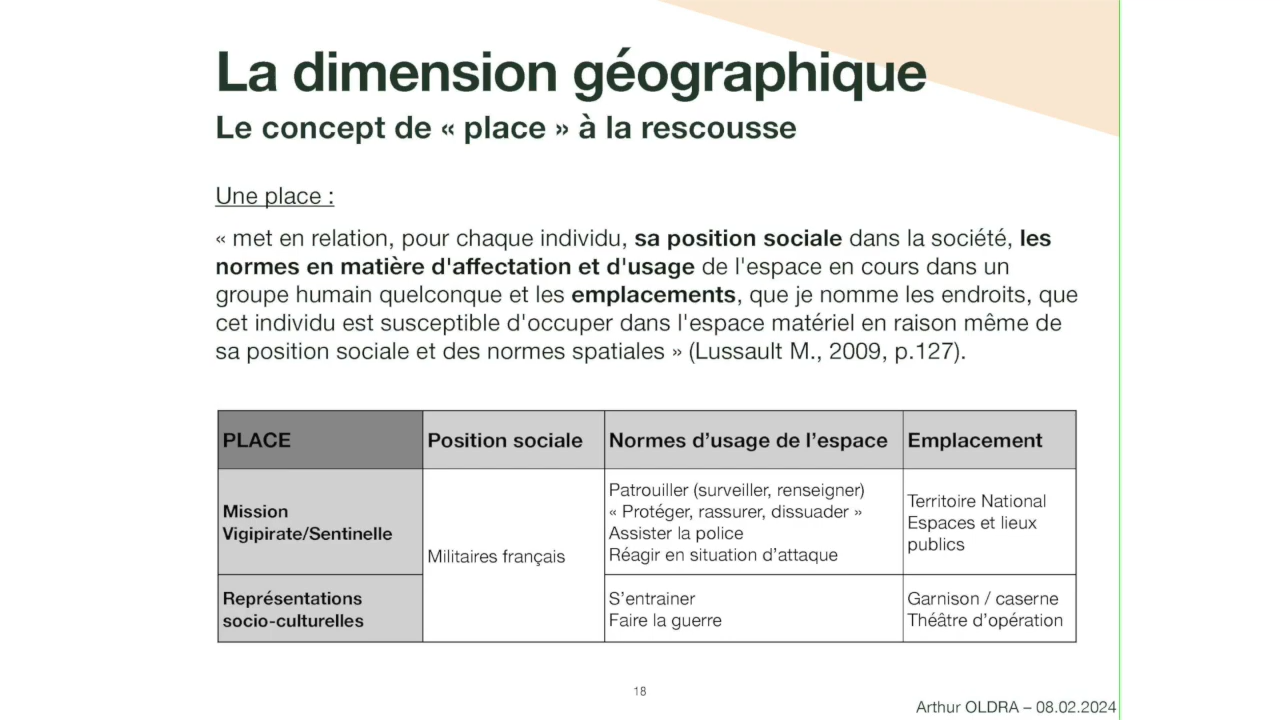 La dimension géographique
Le concept de « place » à la rescousse
Une place :
« met en relation, pour chaque individu, sa position sociale dans la société, les
normes en matière d'affectation et d'usage de l'espace en cours dans un
groupe humain quelconque et les emplacements, que je nomme les endroits, que
cet individu est susceptible d'occuper dans l'espace matériel en raison même de
sa position sociale et des normes spatiales » (Lussault M., 2009, p.127).
PLACE
Position sociale
Normes d’usage de l’espace
Emplacement
Mission
Vigipirate/Sentinelle
Militaires français
Patrouiller (surveiller, renseigner)
« Protéger, rassurer, dissuader »
Assister la police
Réagir en situation d’attaque
Territoire National
Espaces et lieux
publics
Représentations
socio-culturelles
S’entrainer
Faire la guerre
Garnison / caserne
Théâtre d’opération
18
Arthur OLDRA – 08.02.2024